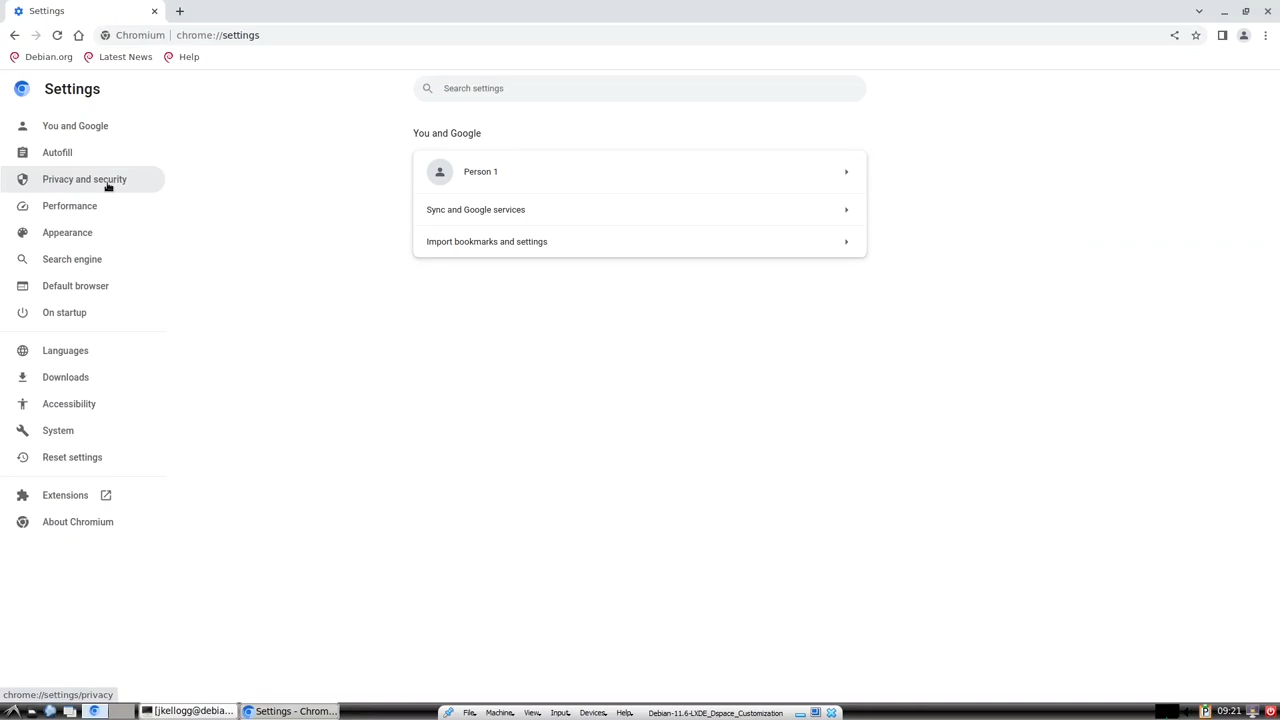 Settings
Chromium | chrome://settings
Debian.org Latest News Help
Settings
Search settings
You and Google
Autofill
Privacy and security
Performance
Appearance
Search engine
Default browser
On startup
Languages
Downloads
Accessibility
System
Reset settings
Extensions
About Chromium
You and Google
Person 1
Sync and Google services
Import bookmarks and settings
chrome://settings/privacy
[jkellogg@debia... Settings - Chrom... File Machine View Input Devices Help Debian-11.6-LXDE_Dspace_Customization 09:21